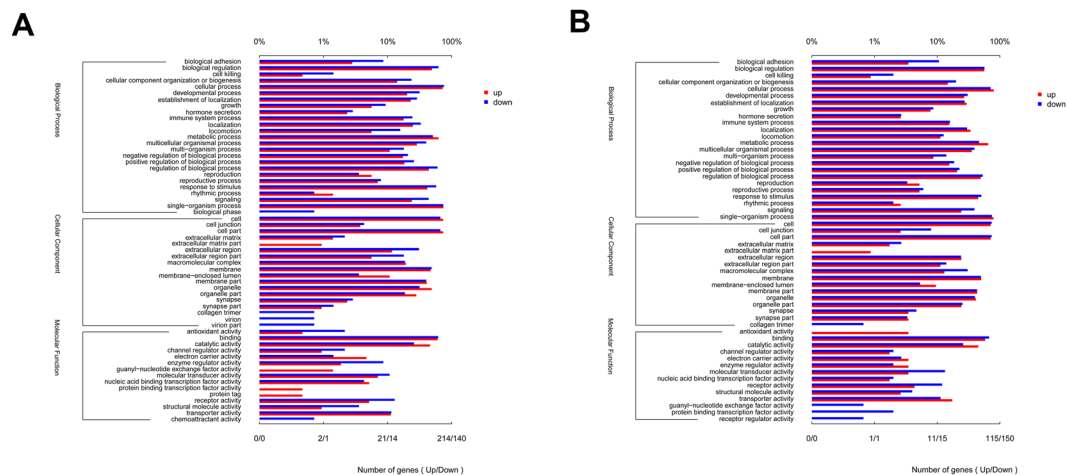 A
0% 1% 10% 100%
Biological Process
biological adhesion
biological regulation
cell killing
cellular component organization or biogenesis
cellular process
developmental process
establishment of localization
growth
hormone secretion
immune system process
localization
locomotion
metabolic process
multicellular organismal process
multi−organism process
negative regulation of biological process
positive regulation of biological process
regulation of biological process
reproduction
reproductive process
response to stimulus
rhythmic process
signaling
single−organism process
biological phase
Cellular Component
cell
cell junction
cell part
extracellular matrix
extracellular matrix part
extracellular region
extracellular region part
macromolecular complex
membrane
membrane−enclosed lumen
membrane part
organelle
organelle part
synapse
synapse part
collagen trimer
virion
virion part
Molecular Function
antioxidant activity
binding
catalytic activity
channel regulator activity
electron carrier activity
enzyme regulator activity
guanyl−nucleotide exchange factor activity
molecular transducer activity
nucleic acid binding transcription factor activity
protein binding transcription factor activity
protein tag
receptor activity
structural molecule activity
transporter activity
chemoattractant activity
up
down
0/0 2/1 21/14 214/140
Number of genes ( Up/Down )
B
0% 1% 10% 100%
Biological Process
biological adhesion
biological regulation
cell killing
cellular component organization or biogenesis
cellular process
developmental process
establishment of localization
growth
hormone secretion
immune system process
localization
locomotion
metabolic process
multicellular organismal process
multi−organism process
negative regulation of biological process
positive regulation of biological process
regulation of biological process
reproduction
reproductive process
response to stimulus
rhythmic process
signaling
single−organism process
Cellular Component
cell
cell junction
cell part
extracellular matrix
extracellular matrix part
extracellular region
extracellular region part
macromolecular complex
membrane
membrane−enclosed lumen
membrane part
organelle
organelle part
synapse
synapse part
collagen trimer
Molecular Function
antioxidant activity
binding
catalytic activity
channel regulator activity
electron carrier activity
enzyme regulator activity
molecular transducer activity
nucleic acid binding transcription factor activity
receptor activity
structural molecule activity
transporter activity
guanyl−nucleotide exchange factor activity
protein binding transcription factor activity
receptor regulator activity
up
down
0/0 1/1 11/15 115/150
Number of genes ( Up/Down )